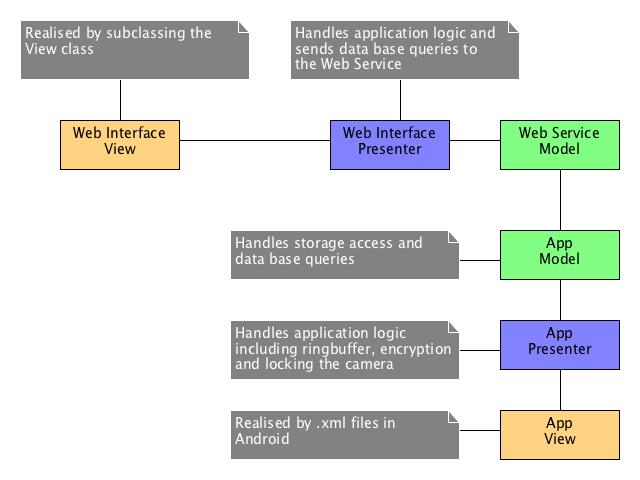 Realised by subclassing the
View class
Handles application logic and
sends data base queries to
the Web Service
Web Interface
View
Web Interface
Presenter
Web Service
Model
Handles storage access and
data base queries
App
Model
Handles application logic
including ringbuffer, encryption
and locking the camera
App
Presenter
Realised by .xml files in
Android
App
View